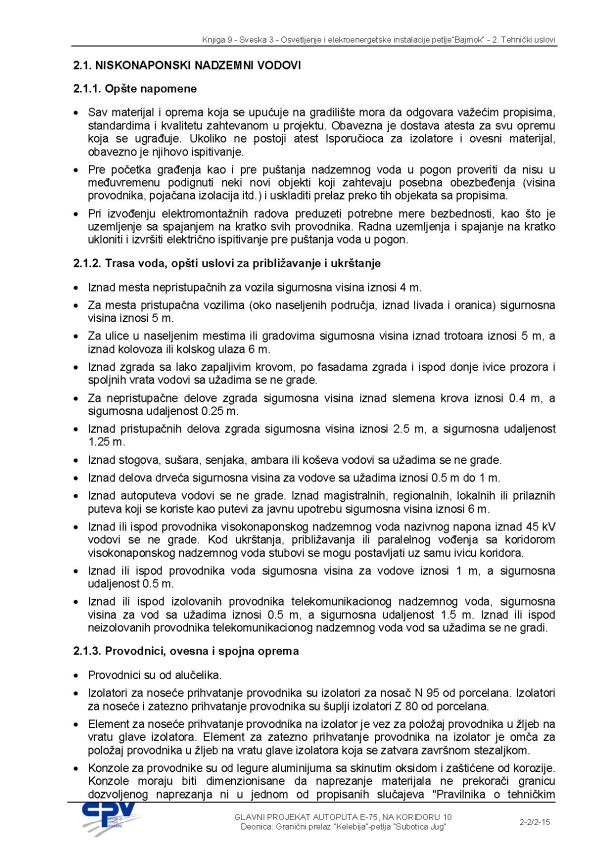 Knjiga 9 - Sveska 3 - Osvetljenje i elekroenergetske instalacije petlje"Bajmok" - 2. Tehnički uslovi
2.1. NISKONAPONSKI NADZEMNI VODOVI
2.1.1. Opšte napomene
• Sav materijal i oprema koja se upućuje na gradilište mora da odgovara važećim propisima,
standardima i kvalitetu zahtevanom u projektu. Obavezna je dostava atesta za svu opremu
koja se ugrađuje. Ukoliko ne postoji atest Isporučioca za izolatore i ovesni materijal,
obavezno je njihovo ispitivanje.
• Pre početka građenja kao i pre puštanja nadzemnog voda u pogon proveriti da nisu u
međuvremenu podignuti neki novi objekti koji zahtevaju posebna obezbeđenja (visina
provodnika, pojačana izolacija itd.) i uskladiti prelaz preko tih objekata sa propisima.
• Pri izvođenju elektromontažnih radova preduzeti potrebne mere bezbednosti, kao što je
uzemljenje sa spajanjem na kratko svih provodnika. Radna uzemljenja i spajanje na kratko
ukloniti i izvršiti električno ispitivanje pre puštanja voda u pogon.
2.1.2. Trasa voda, opšti uslovi za približavanje i ukrštanje
• Iznad mesta nepristupačnih za vozila sigurnosna visina iznosi 4 m.
• Za mesta pristupačna vozilima (oko naseljenih područja, iznad livada i oranica) sigurnosna
visina iznosi 5 m.
• Za ulice u naseljenim mestima ili gradovima sigurnosna visina iznad trotoara iznosi 5 m, a
iznad kolovoza ili kolskog ulaza 6 m.
• Iznad zgrada sa lako zapaljivim krovom, po fasadama zgrada i ispod donje ivice prozora i
spoljnih vrata vodovi sa užadima se ne grade.
• Za nepristupačne delove zgrada sigurnosna visina iznad slemena krova iznosi 0.4 m, a
sigurnosna udaljenost 0.25 m.
• Iznad pristupačnih delova zgrada sigurnosna visina iznosi 2.5 m, a sigurnosna udaljenost
1.25 m.
• Iznad stogova, sušara, senjaka, ambara ili koševa vodovi sa užadima se ne grade.
• Iznad delova drveća sigurnosna visina za vodove sa užadima iznosi 0.5 m do 1 m.
• Iznad autoputeva vodovi se ne grade. Iznad magistralnih, regionalnih, lokalnih ili prilaznih
puteva koji se koriste kao putevi za javnu upotrebu sigurnosna visina iznosi 6 m.
• Iznad ili ispod provodnika visokonaponskog nadzemnog voda nazivnog napona iznad 45 kV
vodovi se ne grade. Kod ukrštanja, približavanja ili paralelnog vođenja sa koridorom
visokonaponskog nadzemnog voda stubovi se mogu postavljati uz samu ivicu koridora.
• Iznad ili ispod provodnika voda sigurnosna visina za vodove iznosi 1 m, a sigurnosna
udaljenost 0.5 m.
• Iznad ili ispod izolovanih provodnika telekomunikacionog nadzemnog voda, sigurnosna
visina za vod sa užadima iznosi 0.5 m, a sigurnosna udaljenost 1.5 m. Iznad ili ispod
neizolovanih provodnika telekomunikacionog nadzemnog voda vod sa užadima se ne gradi.
2.1.3. Provodnici, ovesna i spojna oprema
• Provodnici su od alučelika.
• Izolatori za noseće prihvatanje provodnika su izolatori za nosač N 95 od porcelana. Izolatori
za noseće i zatezno prihvatanje provodnika su šuplji izolatori Z 80 od porcelana.
• Element za noseće prihvatanje provodnika na izolator je vez za položaj provodnika u žljeb na
vratu glave izolatora. Element za zatezno prihvatanje provodnika na izolator je omča za
položaj provodnika u žljeb na vratu glave izolatora koja se zatvara završnom stezaljkom.
• Konzole za provodnike su od legure aluminijuma sa skinutim oksidom i zaštićene od korozije.
Konzole moraju biti dimenzionisane da naprezanje materijala ne prekorači granicu
dozvoljenog naprezanja ni u jednom od propisanih slučajeva "Pravilnika o tehničkim
CPV
GLAVNI PROJEKAT AUTOPUTA E-75, NA KORIDORU 10
Deonica: Granični prelaz "Kelebija"-petlja "Subotica Jug"
2-2/2-15